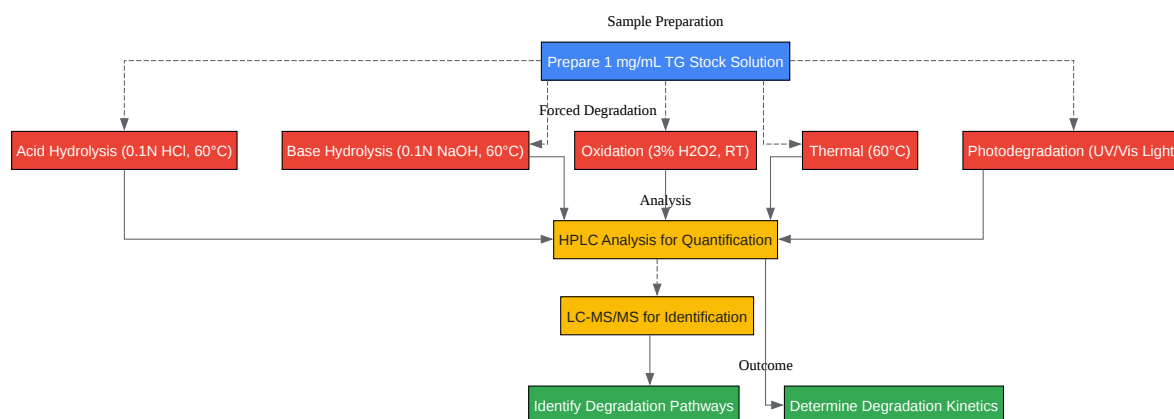 Sample Preparation
Prepare 1 mg/mL TG Stock Solution
Forced Degradation
Acid Hydrolysis (0.1N HCl, 60°C)
Base Hydrolysis (0.1N NaOH, 60°C)
Oxidation (3% H2O2, RT)
Thermal (60°C)
Photodegradation (UV/Vis Light
Analysis
HPLC Analysis for Quantification
LC-MS/MS for Identification
Outcome
Identify Degradation Pathways
Determine Degradation Kinetics